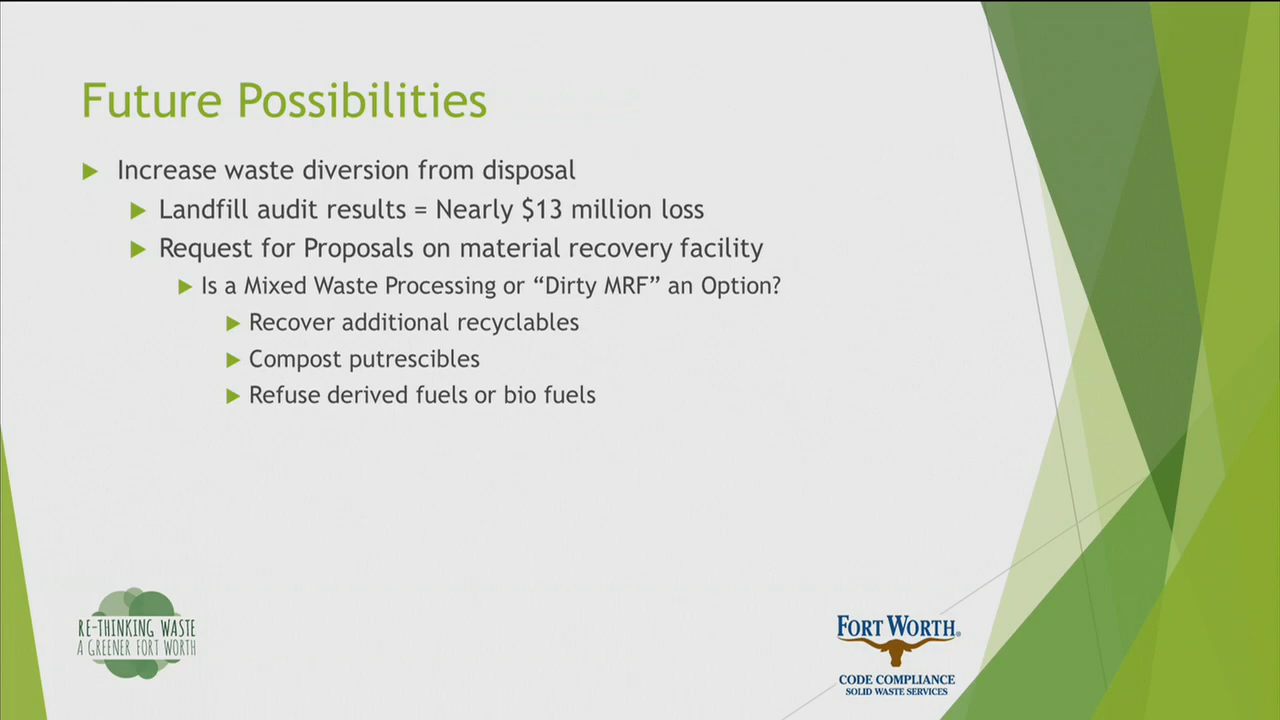 Future Possibilities
Increase waste diversion from disposal
Landfill audit results = Nearly $13 million loss
Request for Proposals on material recovery facility
Is a Mixed Waste Processing or “Dirty MRF” an Option?
Recover additional recyclables
Compost putrescibles
Refuse derived fuels or bio fuels
RE-THINKING WASTE
A GREENER FORT WORTH
FORT WORTH®
CODE COMPLIANCE
SOLID WASTE SERVICES